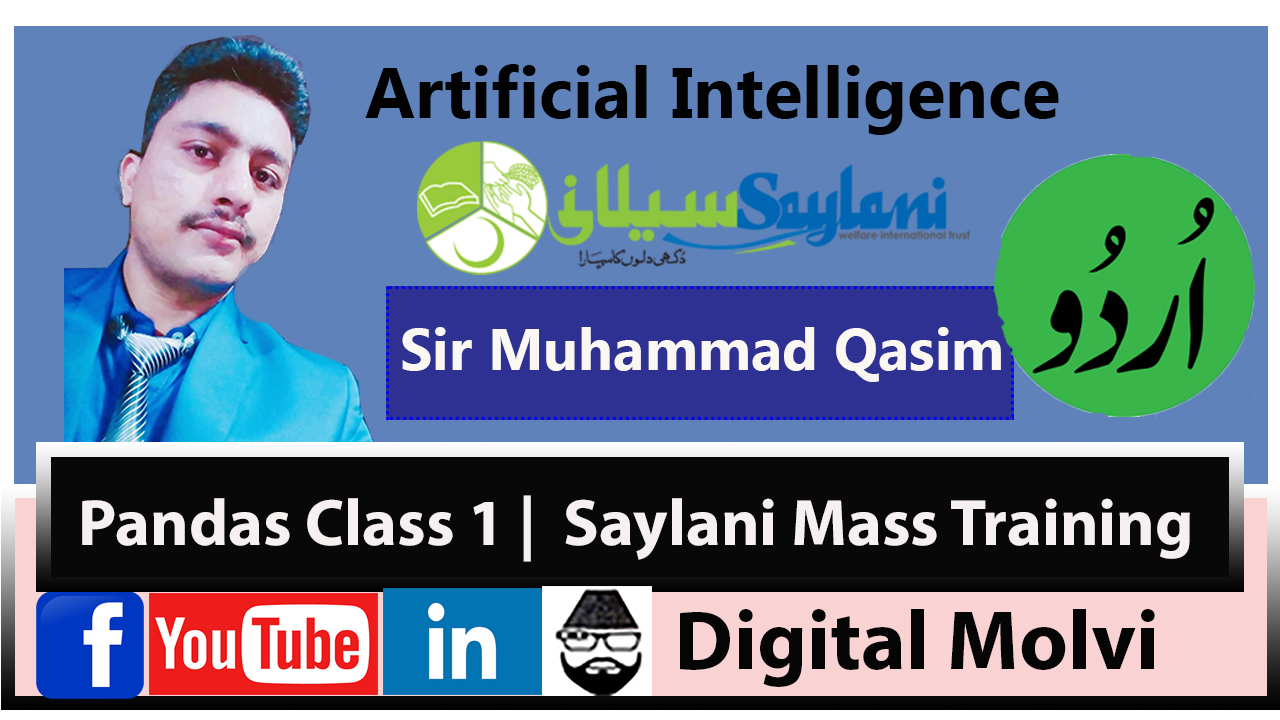 Artificial Intelligence
سیلانی Saylani
welfare international trust
دکھی دلوں کا سہارا
اُردُو
Sir Muhammad Qasim
Pandas Class 1 | Saylani Mass Training
f
YouTube
in
Digital Molvi